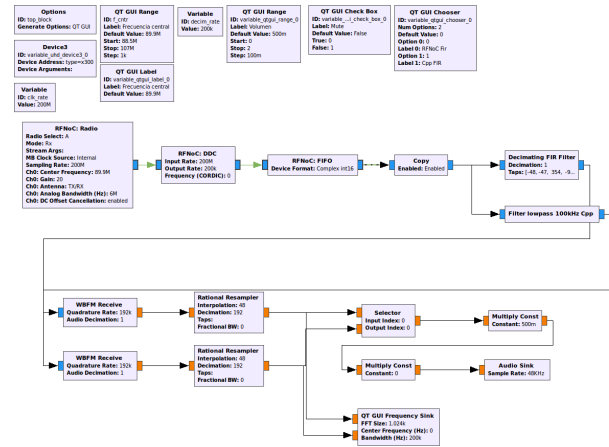 Options
ID: top_block
Generate Options: QT GUI
QT GUI Range
ID: f_cntr
Label: Frecuencia central
Default Value: 89.9M
Start: 88.5M
Stop: 107M
Step: 1k
Variable
ID: decim_rate
Value: 200k
QT GUI Range
ID: variable_qtgui_range_0
Label: Volumen
Default Value: 500m
Start: 0
Stop: 2
Step: 100m
QT GUI Check Box
ID: variable_...i_check_box_0
Label: Mute
Default Value: False
True: 0
False: 1
QT GUI Chooser
ID: variable_qtgui_chooser_0
Num Options: 2
Default Value: 0
Option 0: 0
Label 0: RFNoC Fir
Option 1: 1
Label 1: Cpp FIR
Device3
ID: variable_uhd_device3_0
Device Address: type=x300
Device Arguments:
QT GUI Label
ID: variable_qtgui_label_0
Label: Frecuencia central
Default Value: 89.9M
Variable
ID: clk_rate
Value: 200M
RFNoC: Radio
Radio Select: A
Mode: Rx
Stream Args:
MB Clock Source: Internal
Sampling Rate: 200M
Ch0: Center Frequency: 89.9M
Ch0: Gain: 20
Ch0: Antenna: TX/RX
Ch0: Analog Bandwidth (Hz): 6M
Ch0: DC Offset Cancellation: enabled
RFNoC: DDC
Input Rate: 200M
Output Rate: 200k
Frequency (CORDIC): 0
RFNoC: FIFO
Device Format: Complex int16
Copy
Enabled: Enabled
Decimating FIR Filter
Decimation: 1
Taps: [-48, -47, 354, -9...
Filter lowpass 100kHz Cpp
WBFM Receive
Quadrature Rate: 192k
Audio Decimation: 1
Rational Resampler
Interpolation: 48
Decimation: 192
Taps:
Fractional BW: 0
Selector
Input Index: 0
Output Index: 0
Multiply Const
Constant: 500m
WBFM Receive
Quadrature Rate: 192k
Audio Decimation: 1
Rational Resampler
Interpolation: 48
Decimation: 192
Taps:
Fractional BW: 0
Multiply Const
Constant: 0
Audio Sink
Sample Rate: 48KHz
QT GUI Frequency Sink
FFT Size: 1.024k
Center Frequency (Hz): 0
Bandwidth (Hz): 200k